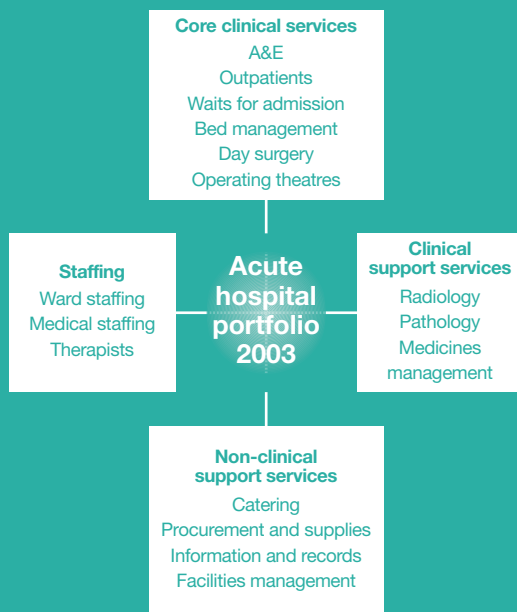 Core clinical services
A&E
Outpatients
Waits for admission
Bed management
Day surgery
Operating theatres
Staffing
Ward staffing
Medical staffing
Therapists
Acute
hospital
portfolio
2003
Clinical
support services
Radiology
Pathology
Medicines
management
Non-clinical
support services
Catering
Procurement and supplies
Information and records
Facilities management